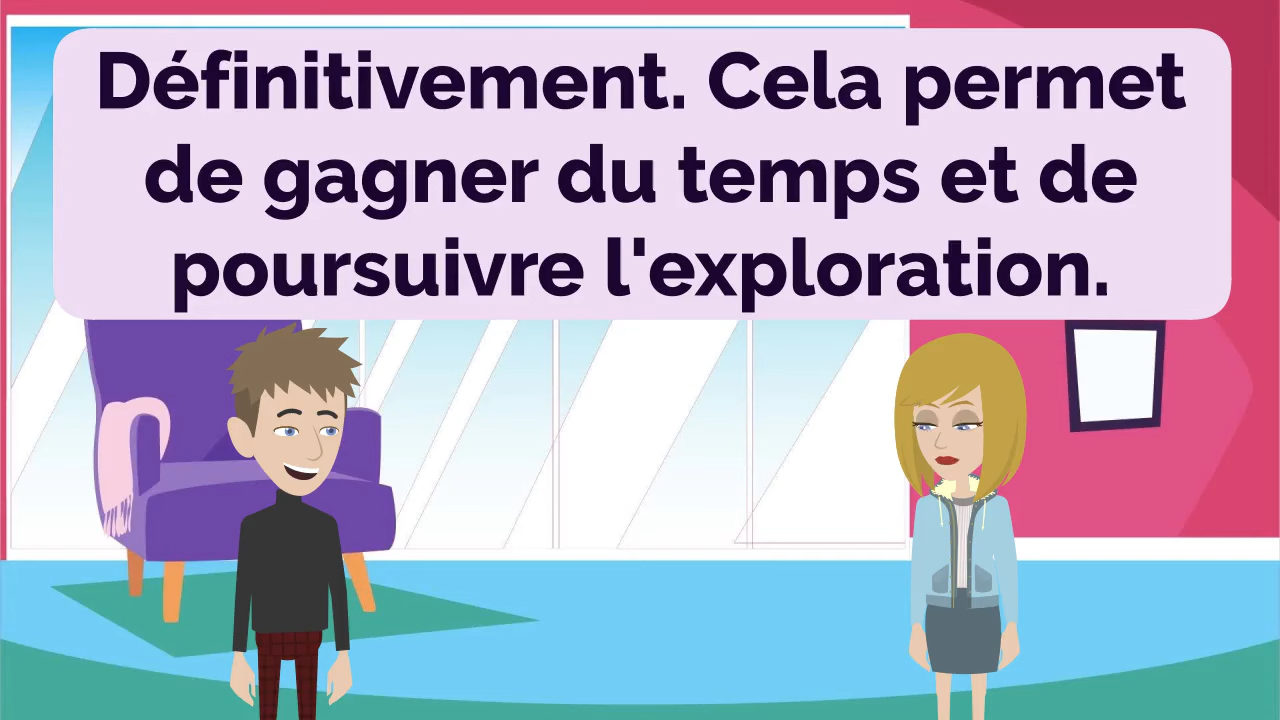 Définitivement. Cela permet
de gagner du temps et de
poursuivre l'exploration.